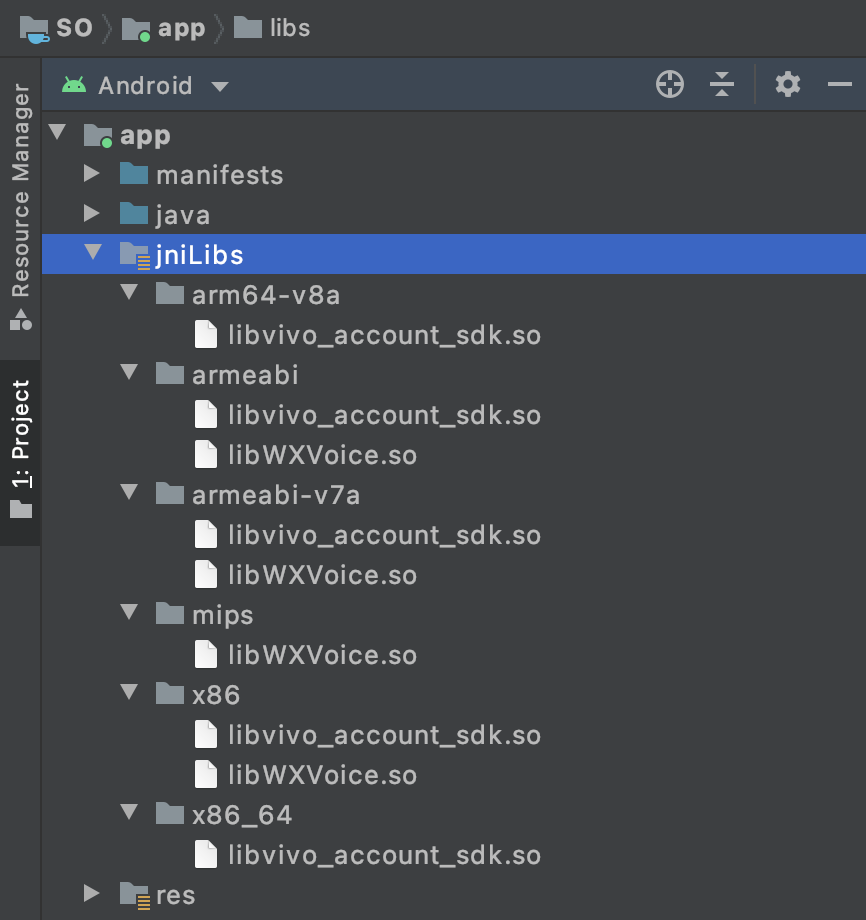 SO app libs
Android
Resource Manager
1: Project
app
manifests
java
jniLibs
arm64-v8a
libvivo_account_sdk.so
armeabi
libvivo_account_sdk.so
libWXVoice.so
armeabi-v7a
libvivo_account_sdk.so
libWXVoice.so
mips
libWXVoice.so
x86
libvivo_account_sdk.so
libWXVoice.so
x86_64
libvivo_account_sdk.so
res